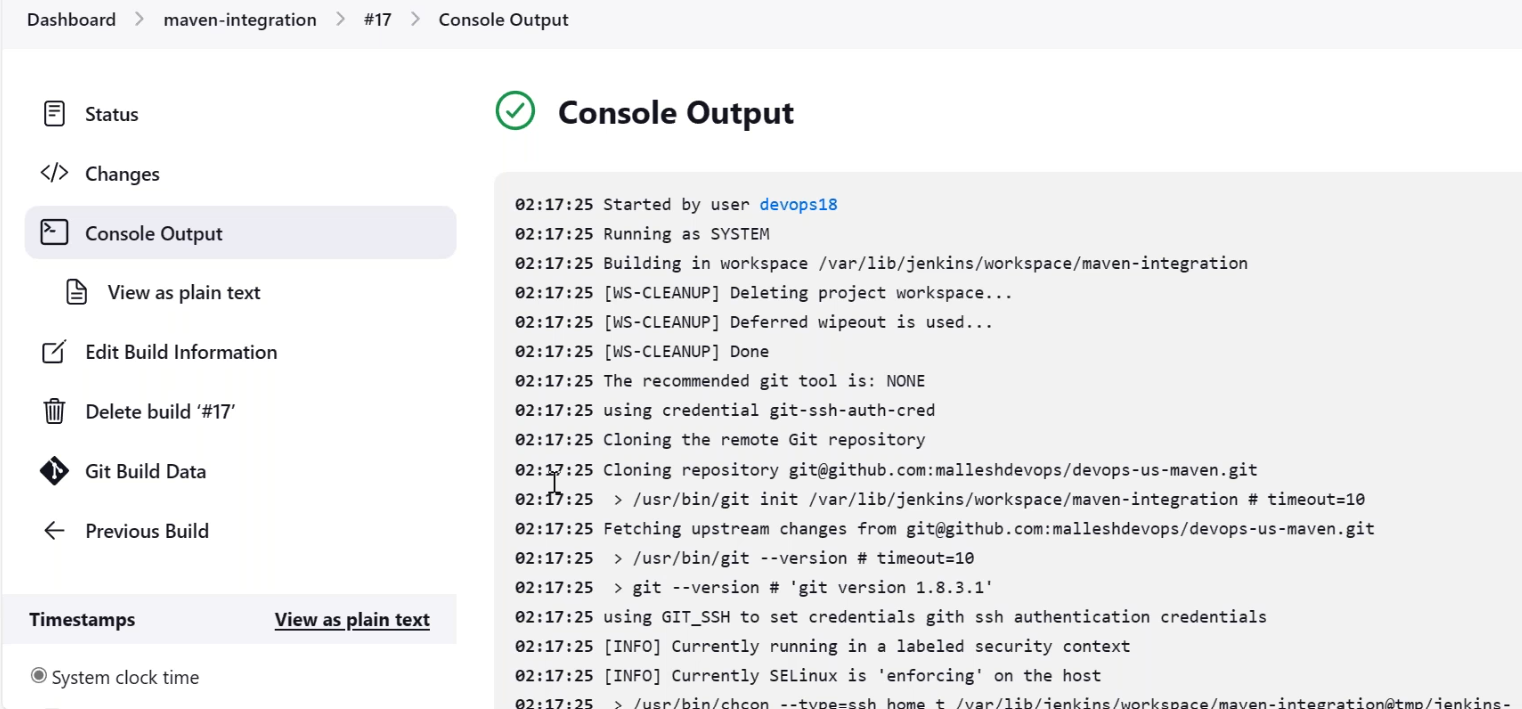 Dashboard > maven-integration > #17 > Console Output
Status
Changes
Console Output
View as plain text
Edit Build Information
Delete build ‘#17’
Git Build Data
Previous Build
Timestamps View as plain text
System clock time
Console Output
02:17:25 Started by user devops18
02:17:25 Running as SYSTEM
02:17:25 Building in workspace /var/lib/jenkins/workspace/maven-integration
02:17:25 [WS-CLEANUP] Deleting project workspace...
02:17:25 [WS-CLEANUP] Deferred wipeout is used...
02:17:25 [WS-CLEANUP] Done
02:17:25 The recommended git tool is: NONE
02:17:25 using credential git-ssh-auth-cred
02:17:25 Cloning the remote Git repository
02:17:25 Cloning repository git@github.com:malleshdevops/devops-us-maven.git
02:17:25  > /usr/bin/git init /var/lib/jenkins/workspace/maven-integration # timeout=10
02:17:25 Fetching upstream changes from git@github.com:malleshdevops/devops-us-maven.git
02:17:25  > /usr/bin/git --version # timeout=10
02:17:25  > git --version # 'git version 1.8.3.1'
02:17:25 using GIT_SSH to set credentials gith ssh authentication credentials
02:17:25 [INFO] Currently running in a labeled security context
02:17:25 [INFO] Currently SELinux is 'enforcing' on the host
02:17:25  > /usr/bin/chcon --type=ssh_home_t /var/lib/jenkins/workspace/maven-integration@tmp/jenkins-